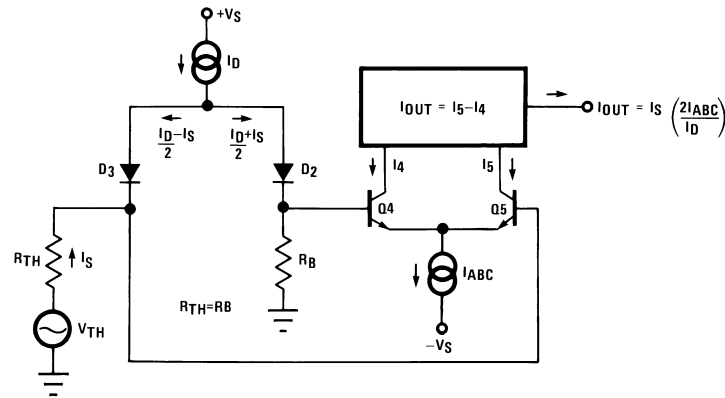 +VS
ID
ID/2 –IS
ID/2 +IS
D3
D2
IOUT = I5–I4
IOUT = IS (2IABC/ID)
I4
I5
Q4
Q5
RTH
IS
RB
IABC
RTH=RB
VTH
–VS